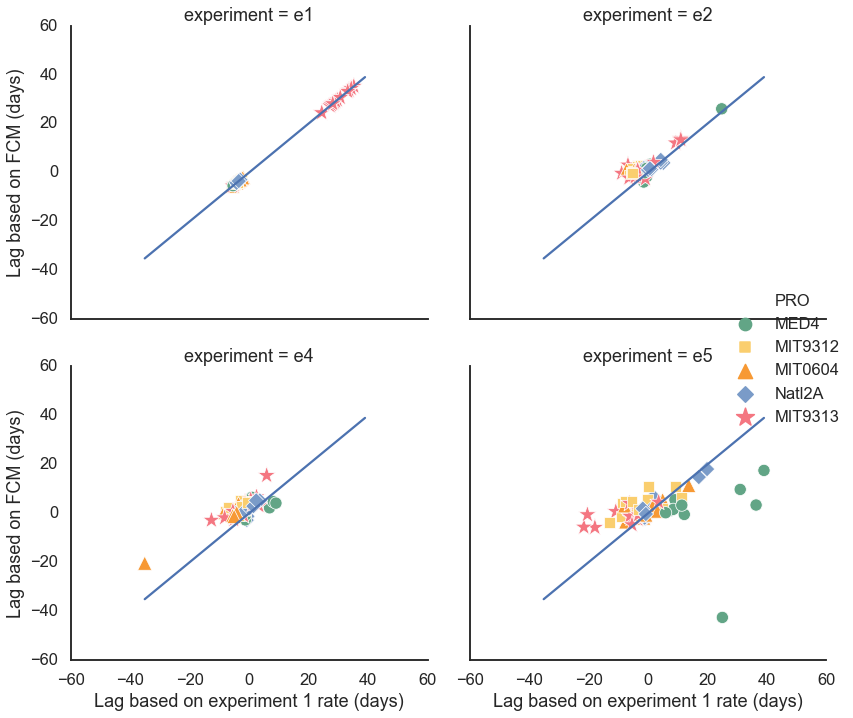 experiment = e1
experiment = e2
60
40
20
0
−20
−40
−60
Lag based on FCM (days)
PRO
MED4
MIT9312
MIT0604
Natl2A
MIT9313
experiment = e4
experiment = e5
60
40
20
0
−20
−40
−60
Lag based on FCM (days)
−60 −40 −20 0 20 40 60
−60 −40 −20 0 20 40 60
Lag based on experiment 1 rate (days)
Lag based on experiment 1 rate (days)